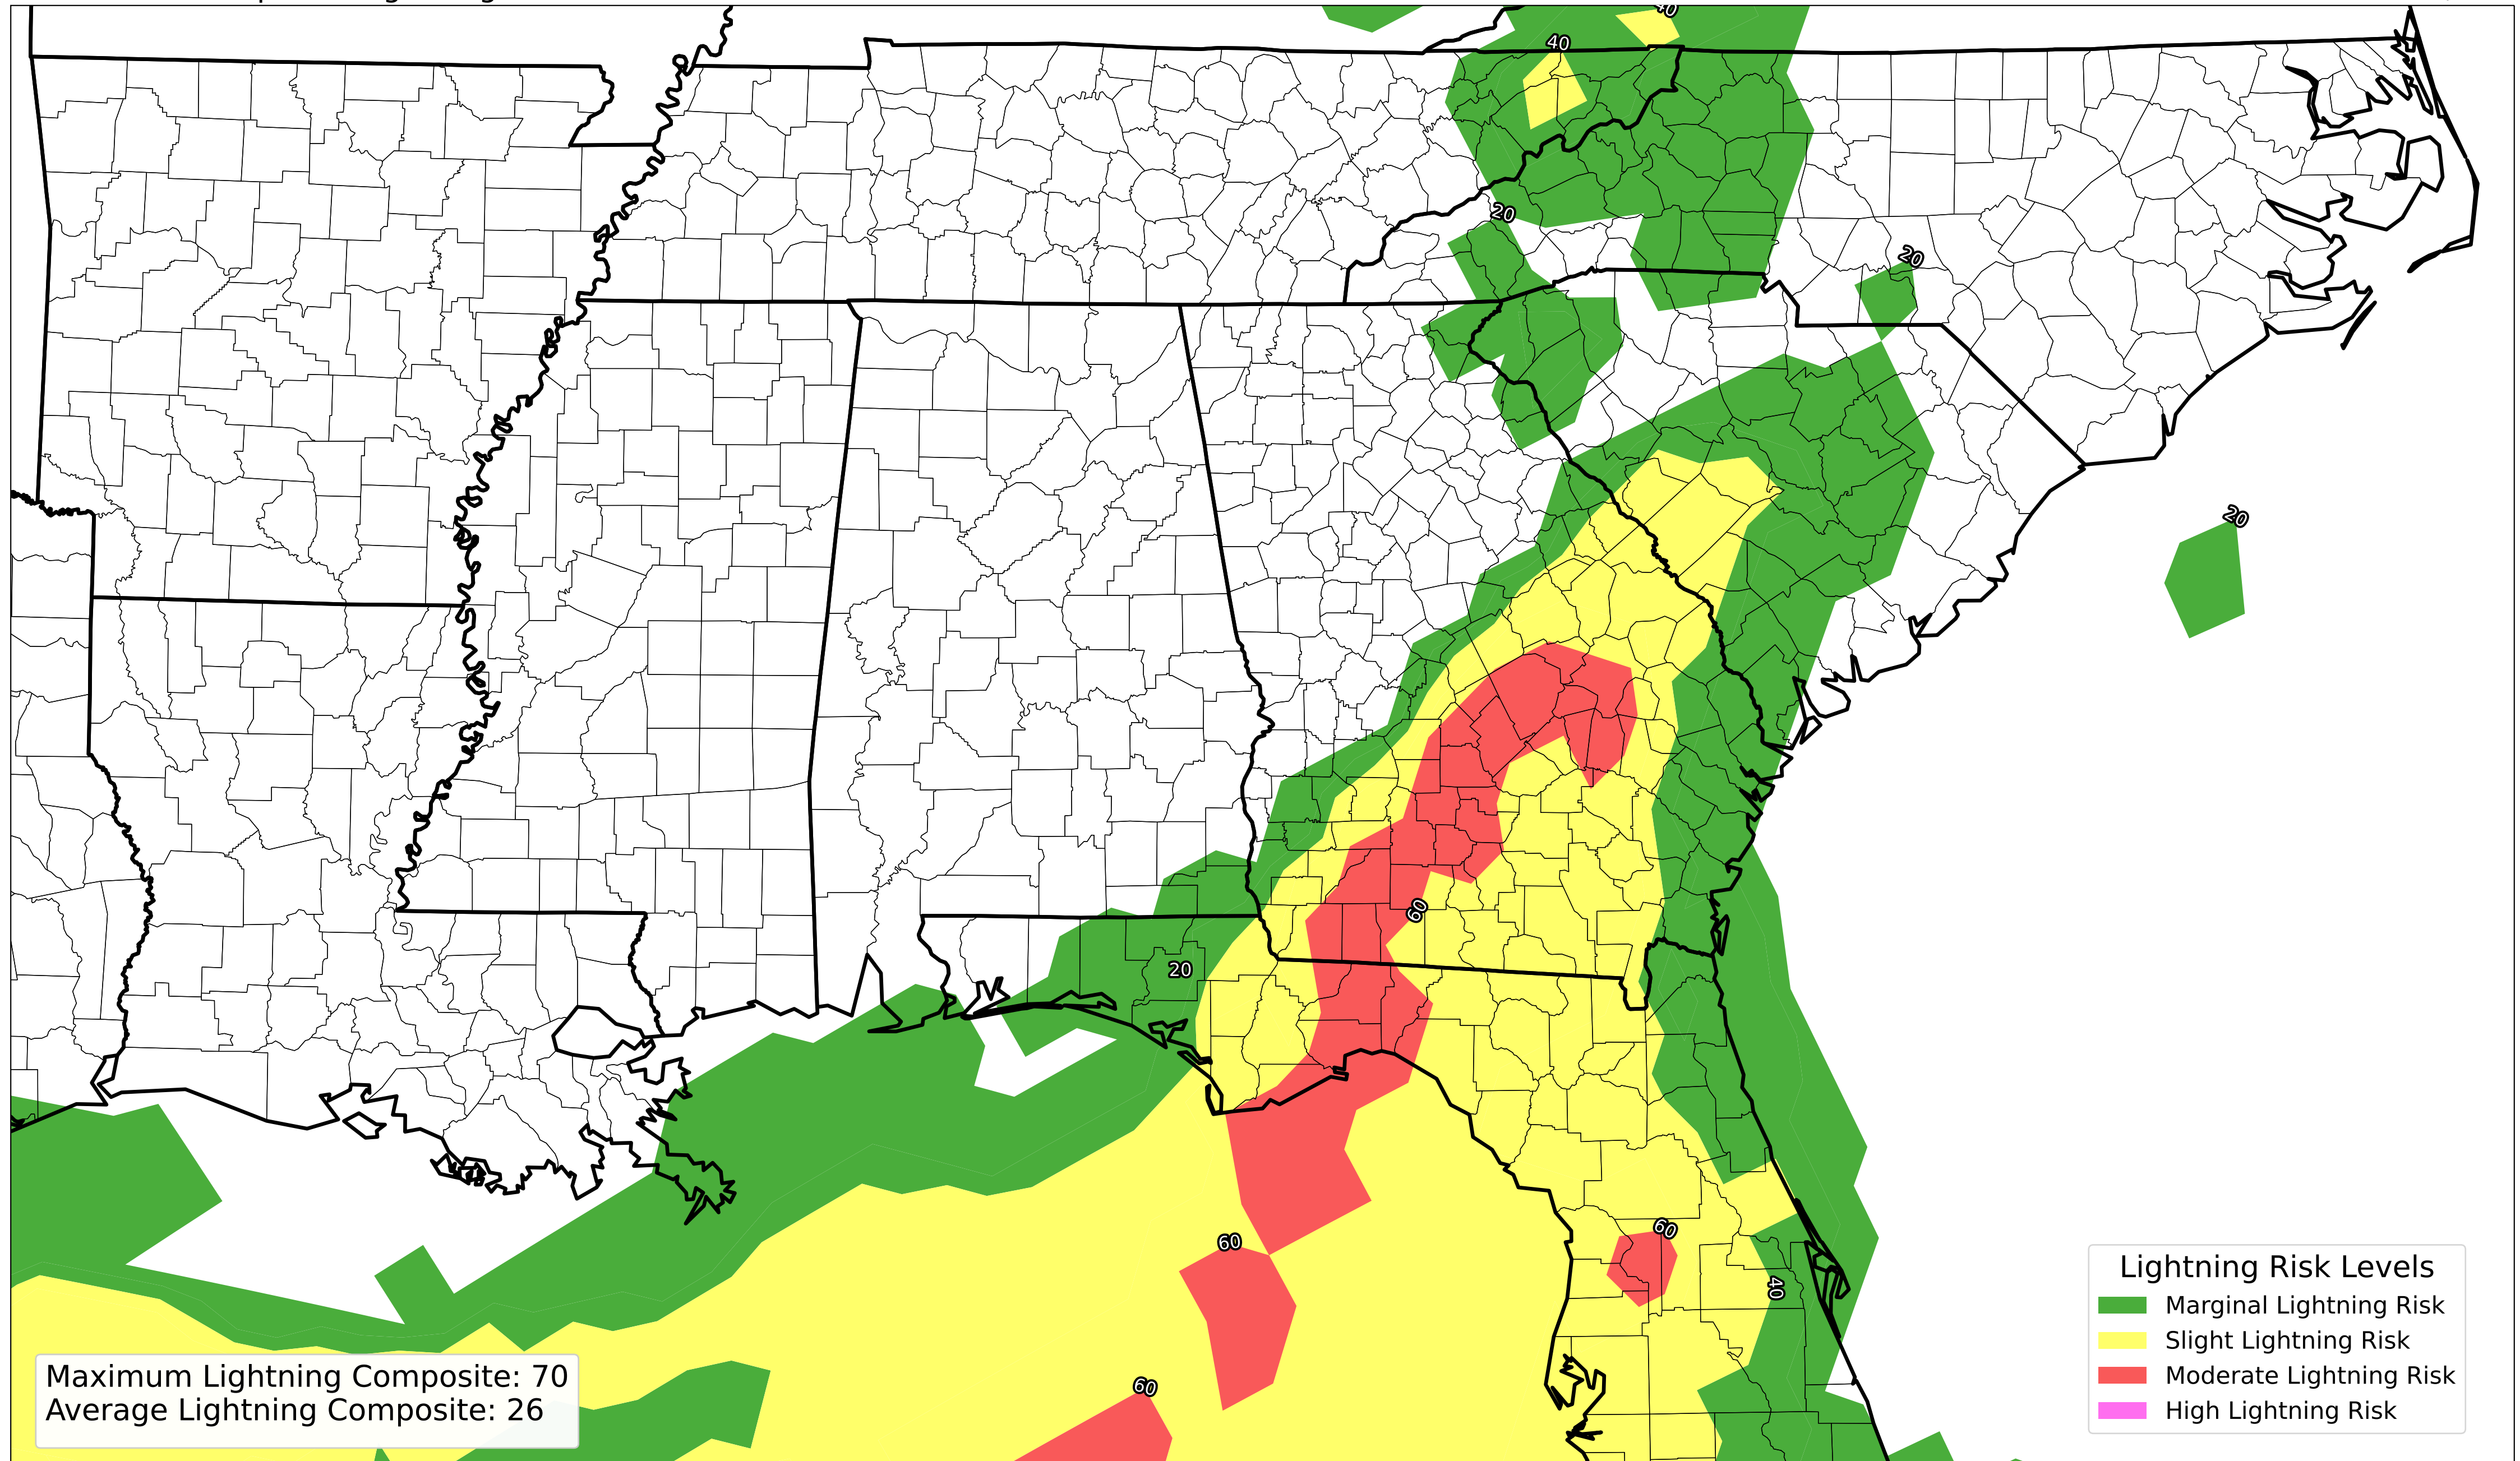 40
40
20
20
20
60
20
60
60
40
60
Lightning Risk Levels
Marginal Lightning Risk
Slight Lightning Risk
Moderate Lightning Risk
High Lightning Risk
Maximum Lightning Composite: 70
Average Lightning Composite: 26